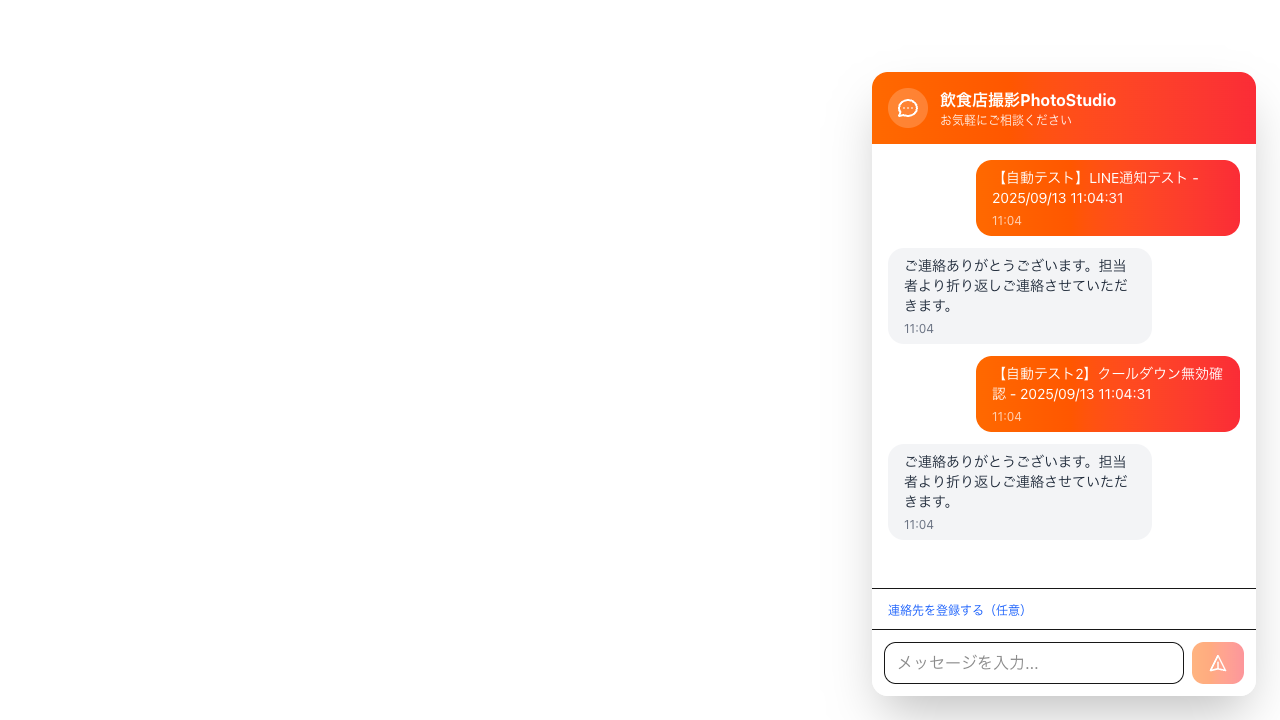 飲食店撮影PhotoStudio
お気軽にご相談ください
【自動テスト】LINE通知テスト -
2025/09/13 11:04:31
11:04
ご連絡ありがとうございます。担当
者より折り返しご連絡させていただ
きます。
11:04
【自動テスト2】クールダウン無効確
認 - 2025/09/13 11:04:31
11:04
ご連絡ありがとうございます。担当
者より折り返しご連絡させていただ
きます。
11:04
連絡先を登録する（任意）
メッセージを入力...